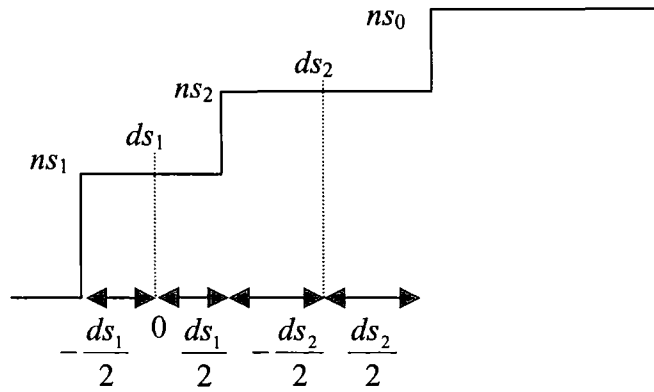 ns₀
ds₂
ns₂
ds₁
ns₁
-ds₁/2 0 ds₁/2 -ds₂/2 ds₂/2